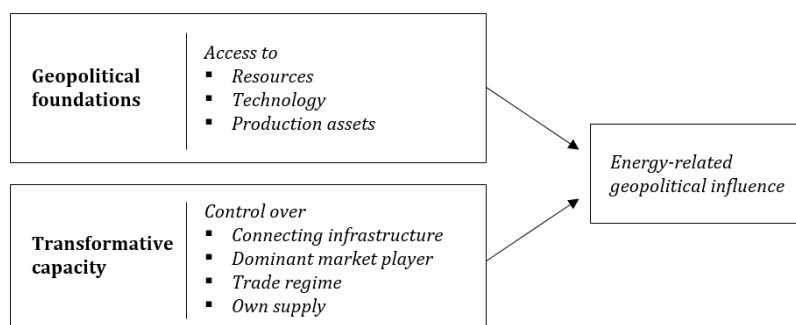 Geopolitical
foundations
Access to
▪ Resources
▪ Technology
▪ Production assets
Transformative
capacity
Control over
▪ Connecting infrastructure
▪ Dominant market player
▪ Trade regime
▪ Own supply
Energy-related
geopolitical influence